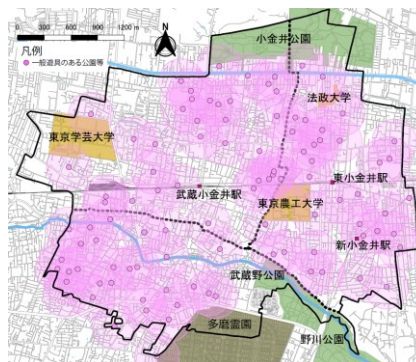 0 300 600 900 1200 m
N
凡例
一般遊具のある公園等
小金井公園
法政大学
東京学芸大学
東小金井駅
武蔵小金井駅
東京農工大学
新小金井駅
武蔵野公園
多磨霊園
野川公園